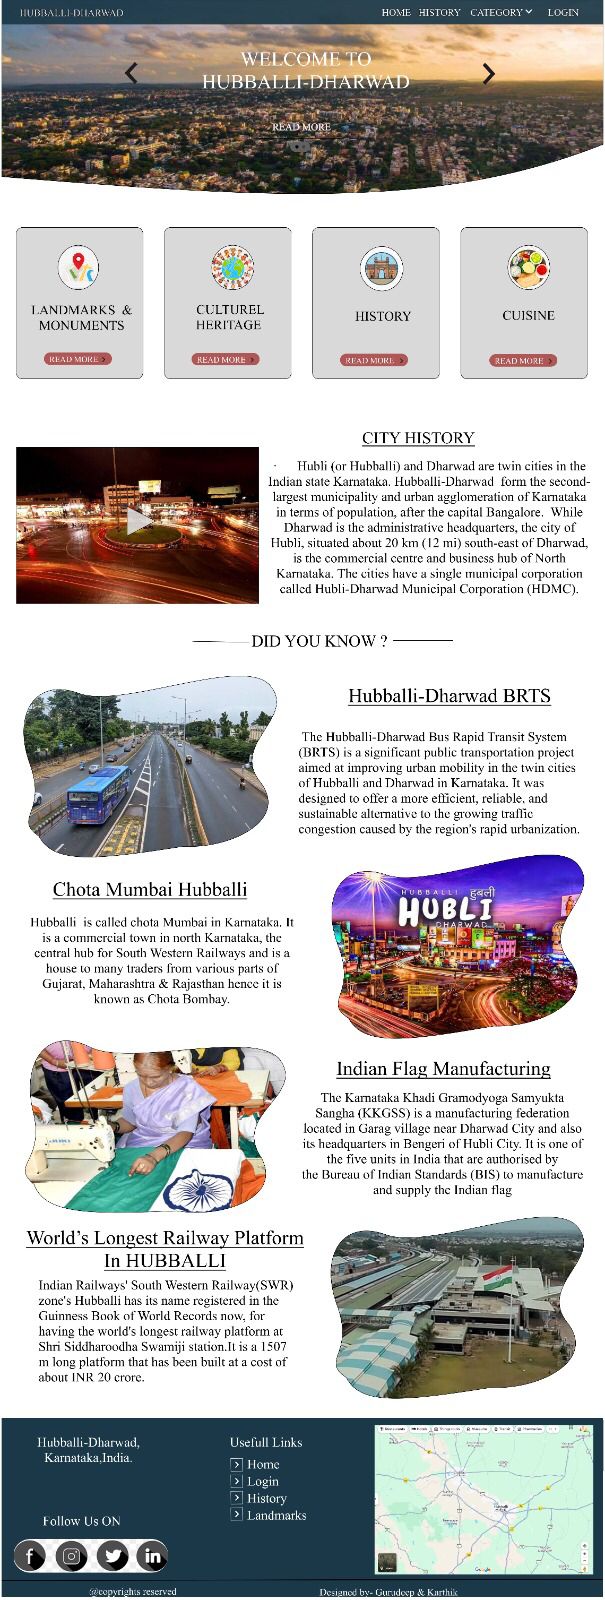 HUBBALLI-DHARWAD
HOME HISTORY CATEGORY LOGIN
WELCOME TO
HUBBALLI-DHARWAD
READ MORE
LANDMARKS &
MONUMENTS
READ MORE
CULTUREL
HERITAGE
READ MORE
HISTORY
READ MORE
CUISINE
READ MORE
CITY HISTORY
Hubli (or Hubballi) and Dharwad are twin cities in the
Indian state Karnataka. Hubballi-Dharwad form the second-
largest municipality and urban agglomeration of Karnataka
in terms of population, after the capital Bangalore. While
Dharwad is the administrative headquarters, the city of
Hubli, situated about 20 km (12 mi) south-east of Dharwad,
is the commercial centre and business hub of North
Karnataka. The cities have a single municipal corporation
called Hubli-Dharwad Municipal Corporation (HDMC).
DID YOU KNOW ?
Hubballi-Dharwad BRTS
The Hubballi-Dharwad Bus Rapid Transit System
(BRTS) is a significant public transportation project
aimed at improving urban mobility in the twin cities
of Hubballi and Dharwad in Karnataka. It was
designed to offer a more efficient, reliable, and
sustainable alternative to the growing traffic
congestion caused by the region's rapid urbanization.
Chota Mumbai Hubballi
Hubballi is called chota Mumbai in Karnataka. It
is a commercial town in north Karnataka, the
central hub for South Western Railways and is a
house to many traders from various parts of
Gujarat, Maharashtra & Rajasthan hence it is
known as Chota Bombay.
HUBBALLI हुबली
HUBLI
DHARWAD
Indian Flag Manufacturing
The Karnataka Khadi Gramodyoga Samyukta
Sangha (KKGSS) is a manufacturing federation
located in Garag village near Dharwad City and also
its headquarters in Bengeri of Hubli City. It is one of
the five units in India that are authorised by
the Bureau of Indian Standards (BIS) to manufacture
and supply the Indian flag
JUKI
World's Longest Railway Platform
In HUBBALLI
Indian Railways' South Western Railway(SWR)
zone's Hubballi has its name registered in the
Guinness Book of World Records now, for
having the world's longest railway platform at
Shri Siddharoodha Swamiji station.It is a 1507
m long platform that has been built at a cost of
about INR 20 crore.
Hubballi-Dharwad,
Karnataka,India.
Follow Us ON
Usefull Links
Home
Login
History
Landmarks
Google
@copyrights reserved
Designed by- Gurudeep & Karthik